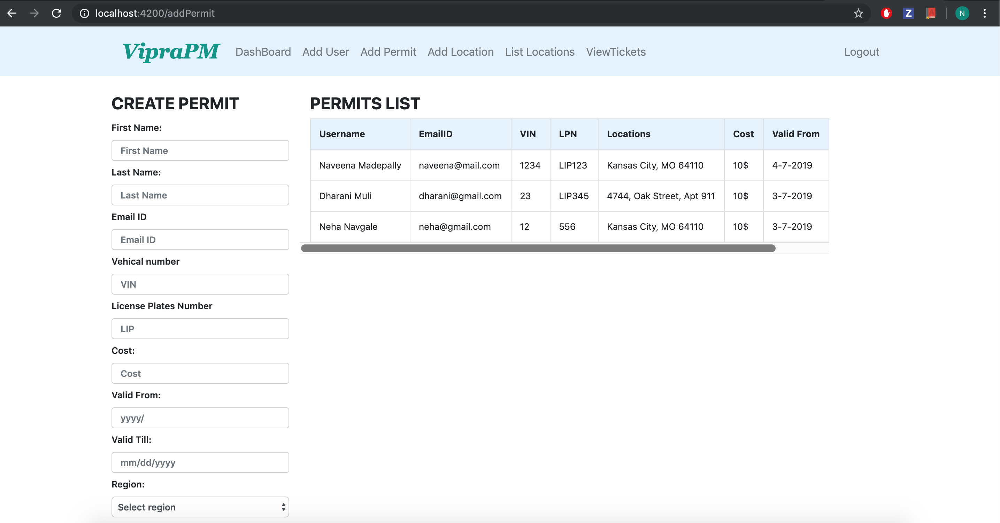 localhost:4200/addPermit
Z
A
N
VipraPM DashBoard Add User Add Permit Add Location List Locations ViewTickets Logout
CREATE PERMIT
First Name:
First Name
Last Name:
Last Name
Email ID
Email ID
Vehical number
VIN
License Plates Number
LIP
Cost:
Cost
Valid From:
yyyy/
Valid Till:
mm/dd/yyyy
Region:
Select region
PERMITS LIST
Username EmailID VIN LPN Locations Cost Valid From
Naveena Madepally naveena@mail.com 1234 LIP123 Kansas City, MO 64110 10$ 4-7-2019
Dharani Muli dharani@gmail.com 23 LIP345 4744, Oak Street, Apt 911 10$ 3-7-2019
Neha Navgale neha@gmail.com 12 556 Kansas City, MO 64110 10$ 3-7-2019